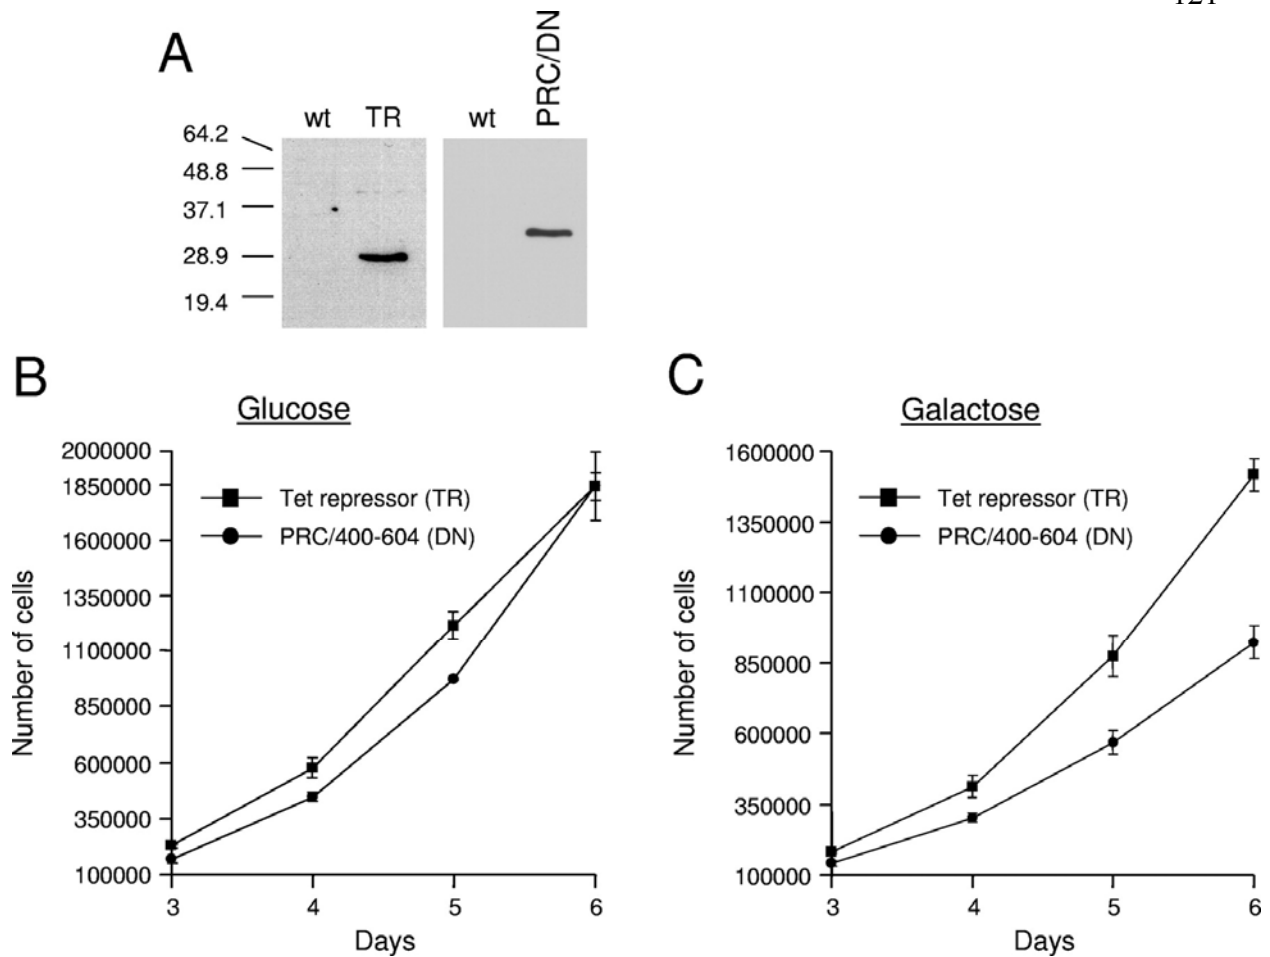 A
wt TR wt PRC/DN
64.2
48.8
37.1
28.9
19.4
B
Glucose
2000000
1850000
1600000
1350000
1100000
850000
600000
350000
100000
Number of cells
Tet repressor (TR)
PRC/400-604 (DN)
3 4 5 6
Days
C
Galactose
1600000
1350000
1100000
850000
600000
350000
100000
Number of cells
Tet repressor (TR)
PRC/400-604 (DN)
3 4 5 6
Days